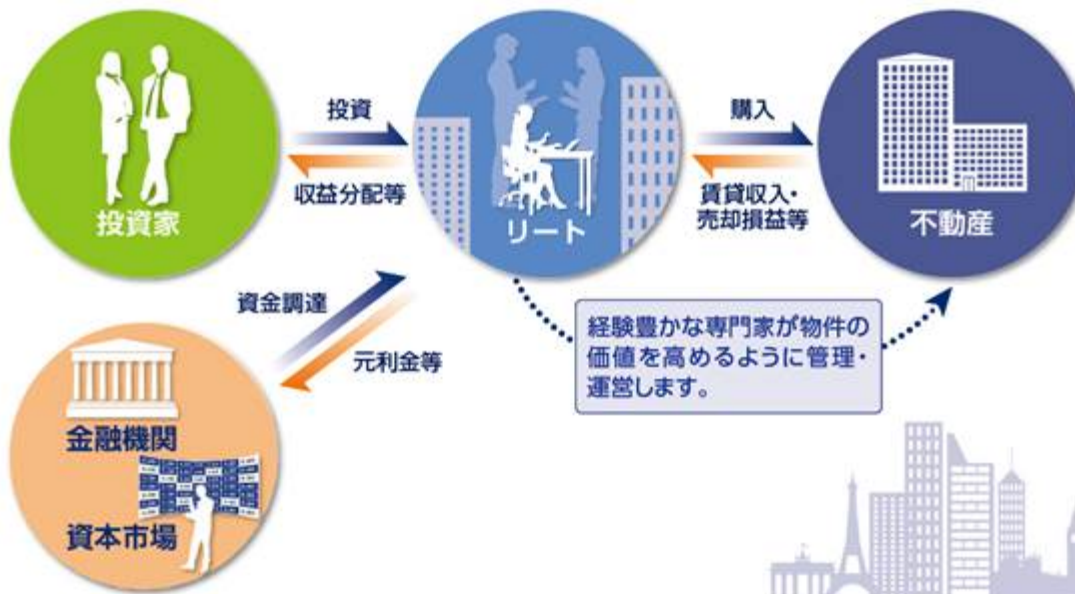 投資
購入
収益分配等
賃貸収入・
売却損益等
投資家
リート
不動産
資金調達
元利金等
経験豊かな専門家が物件の
価値を高めるように管理・
運営します。
金融機関
資本市場